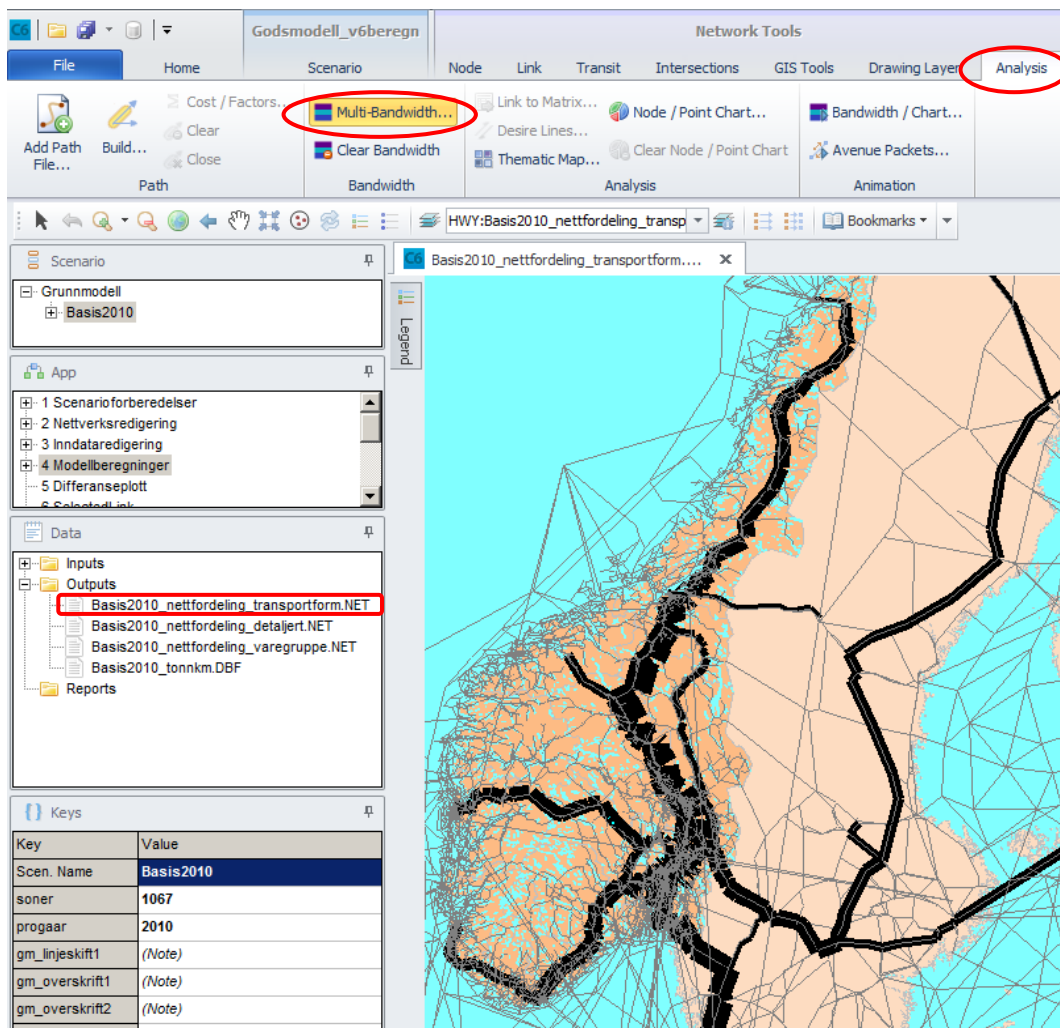 C6
Godsmodell_v6beregn
Network Tools
File
Home
Scenario
Node
Link
Transit
Intersections
GIS Tools
Drawing Layer
Analysis
Add Path
File...
Build...
Cost / Factors...
Clear
Close
Path
Multi-Bandwidth...
Clear Bandwidth
Bandwidth
Link to Matrix...
Desire Lines...
Thematic Map...
Node / Point Chart...
Clear Node / Point Chart
Analysis
Bandwidth / Chart...
Avenue Packets...
Animation
HWY:Basis2010_nettfordeling_transp
Bookmarks
Scenario
Grunnmodell
Basis2010
App
1 Scenarioforberedelser
2 Nettverksredigering
3 Inndataredigering
4 Modellberegninger
5 Differanseplott
6 SelectedLink
Data
Inputs
Outputs
Basis2010_nettfordeling_transportform.NET
Basis2010_nettfordeling_detaljert.NET
Basis2010_nettfordeling_varegruppe.NET
Basis2010_tonnkm.DBF
Reports
Keys
Key Value
Scen. Name Basis2010
soner 1067
progaar 2010
gm_linjeskift1 (Note)
gm_overskrift1 (Note)
gm_overskrift2 (Note)
C6 Basis2010_nettfordeling_transportform.... X
Legend